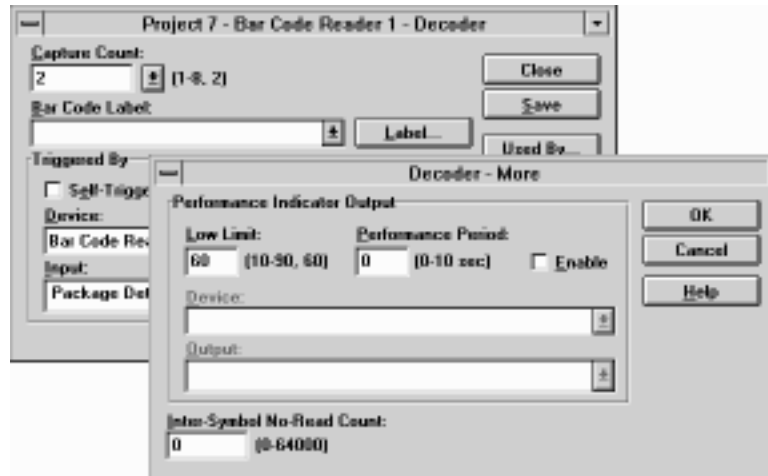 Project 7 - Bar Code Reader 1 - Decoder
Capture Count:
2 (1-8, 2)
Close
Save
Bar Code Label:
Label...
Used By...
Triggered By
Self-Trigge
Device:
Bar Code Rea
Input:
Package Det
Decoder - More
Performance Indicator Output
Low Limit: Performance Period:
60 (10-90, 60) 0 (0-10 sec) Enable
Device:
Output:
OK
Cancel
Help
Inter-Symbol No-Read Count:
0 (0-64000)